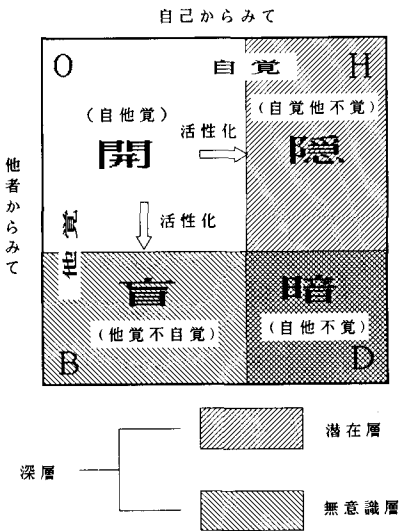 自己からみて
O 自覚 H
(自他覚) (自覚他不覚)
開 活性化 隠
他者からみて
他覚
活性化
盲 暗
(他覚不自覚) (自他不覚)
B D
潜在層
深層
無意識層